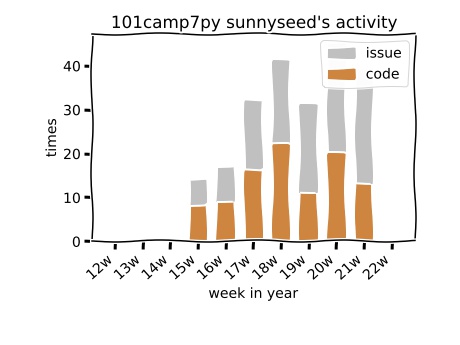 101camp7py sunnyseed's activity
issue
code
times
40
30
20
10
0
12w 13w 14w 15w 16w 17w 18w 19w 20w 21w 22w
week in year